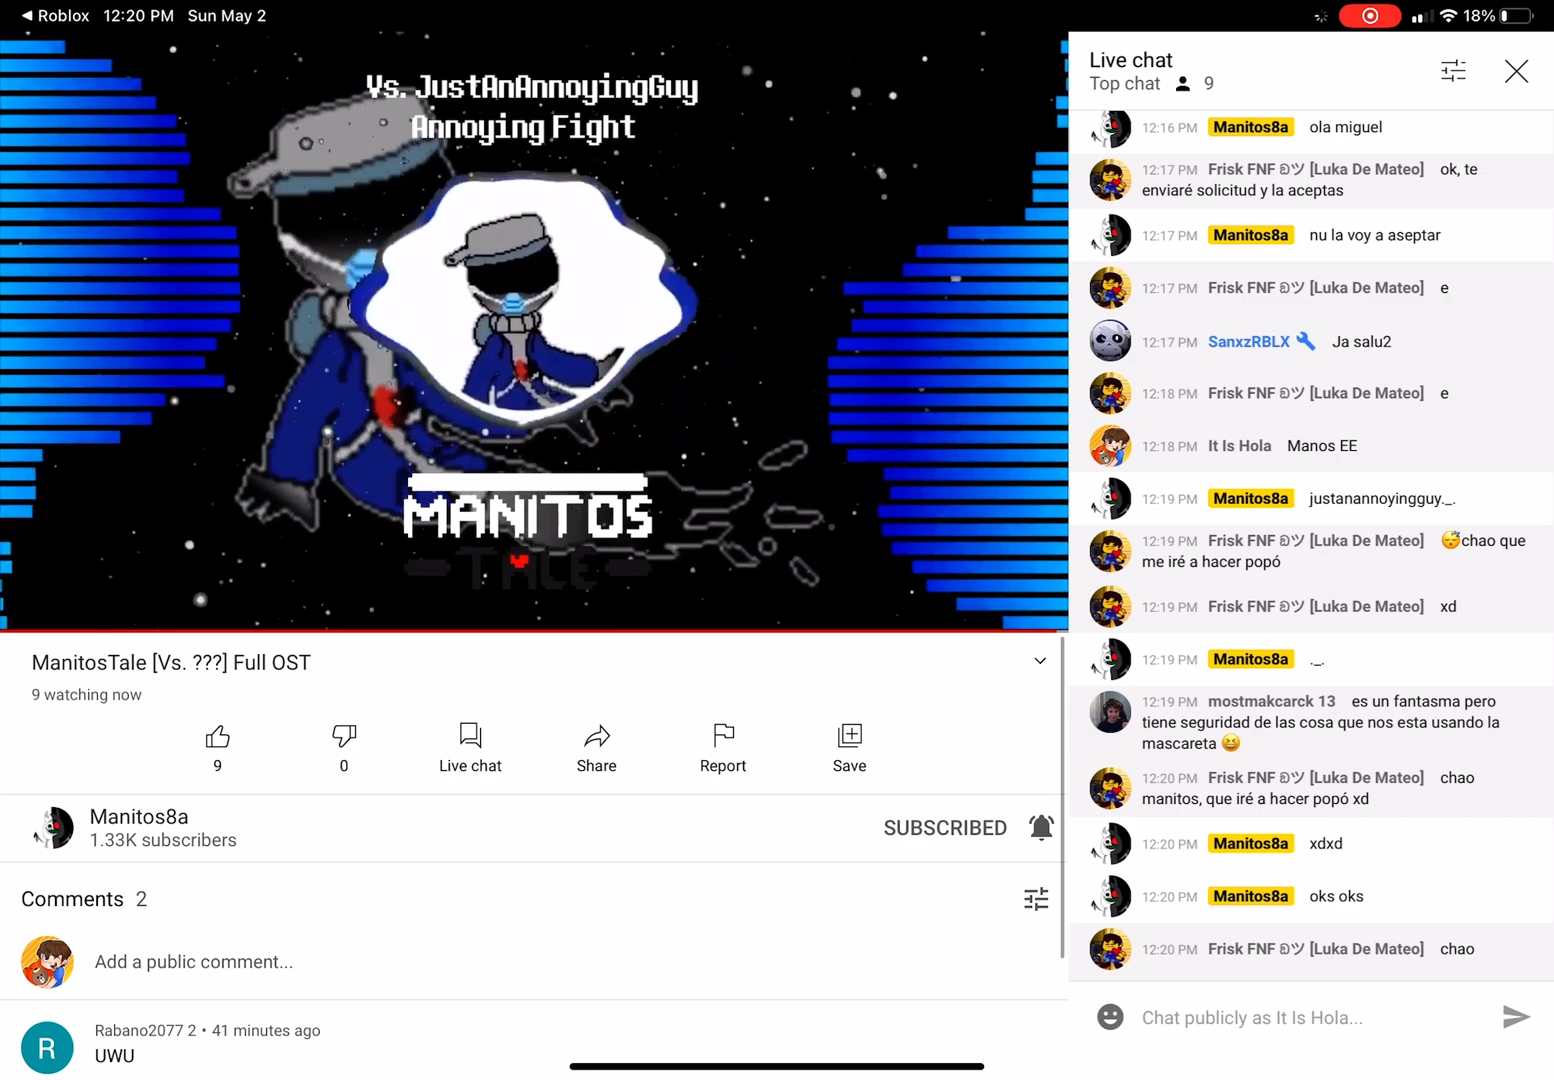 Roblox 12:20 PM Sun May 2
18%
Vs. JustAnAnnoyingGuy
Annoying Fight
MANITOS
TALE
ManitosTale [Vs. ???] Full OST
9 watching now
9
0
Live chat
Share
Report
Save
Manitos8a
1.33K subscribers
SUBSCRIBED
Comments 2
Add a public comment...
Rabano2077 2 • 41 minutes ago
R
UWU
Live chat
Top chat 9
12:16 PM Manitos8a ola miguel
12:17 PM Frisk FNF ʚツ [Luka De Mateo] ok, te
enviaré solicitud y la aceptas
12:17 PM Manitos8a nu la voy a aseptar
12:17 PM Frisk FNF ʚツ [Luka De Mateo] e
12:17 PM SanxzRBLX 🔧 Ja salu2
12:18 PM Frisk FNF ʚツ [Luka De Mateo] e
12:18 PM It Is Hola Manos EE
12:19 PM Manitos8a justanannoyingguy._.
12:19 PM Frisk FNF ʚツ [Luka De Mateo] 😴chao que
me iré a hacer popó
12:19 PM Frisk FNF ʚツ [Luka De Mateo] xd
12:19 PM Manitos8a ._.
12:19 PM mostmakcarck 13 es un fantasma pero
tiene seguridad de las cosa que nos esta usando la
mascareta 😆
12:20 PM Frisk FNF ʚツ [Luka De Mateo] chao
manitos, que iré a hacer popó xd
12:20 PM Manitos8a xdxd
12:20 PM Manitos8a oks oks
12:20 PM Frisk FNF ʚツ [Luka De Mateo] chao
Chat publicly as It Is Hola...